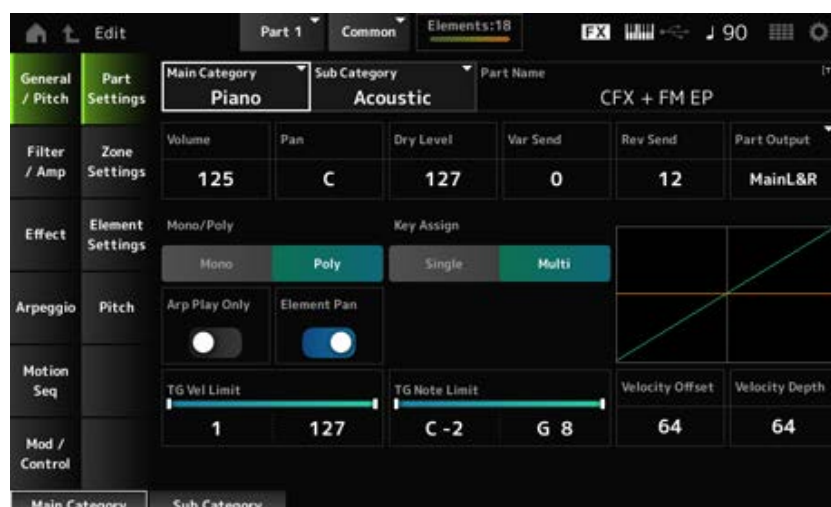 Edit
Part 1
Common
Elements:18
FX
♩ 90
General / Pitch
Part Settings
Main Category
Piano
Sub Category
Acoustic
Part Name
CFX + FM EP
Filter / Amp
Zone Settings
Volume
125
Pan
C
Dry Level
127
Var Send
0
Rev Send
12
Part Output
MainL&R
Effect
Element Settings
Mono/Poly
Mono
Poly
Key Assign
Single
Multi
Arpeggio
Pitch
Arp Play Only
Element Pan
Motion Seq
TG Vel Limit
1
127
TG Note Limit
C -2
G 8
Velocity Offset
64
Velocity Depth
64
Mod / Control
Main Category
Sub Category